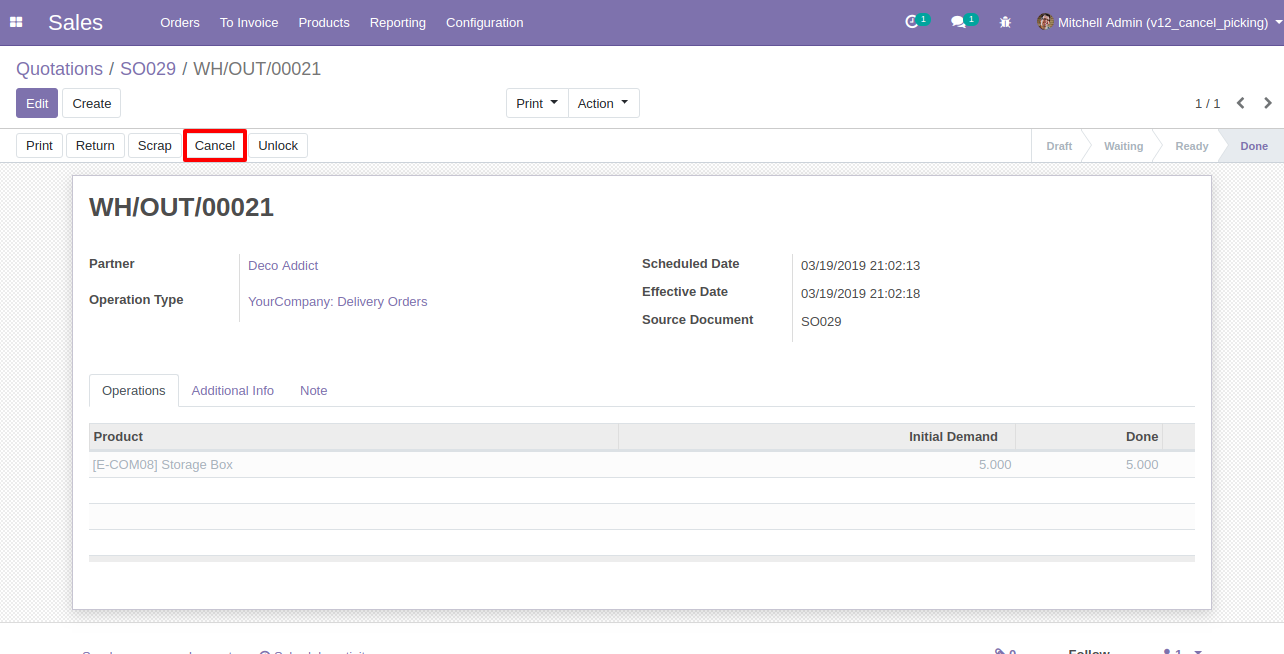 Sales Orders To Invoice Products Reporting Configuration 1 1 Mitchell Admin (v12_cancel_picking)
Quotations / SO029 / WH/OUT/00021
Edit Create Print Action 1 / 1
Print Return Scrap Cancel Unlock Draft Waiting Ready Done
WH/OUT/00021
Partner Deco Addict Scheduled Date 03/19/2019 21:02:13
Effective Date 03/19/2019 21:02:18
Operation Type YourCompany: Delivery Orders
Source Document SO029
Operations Additional Info Note
Product Initial Demand Done
[E-COM08] Storage Box 5.000 5.000
0 Follow 1